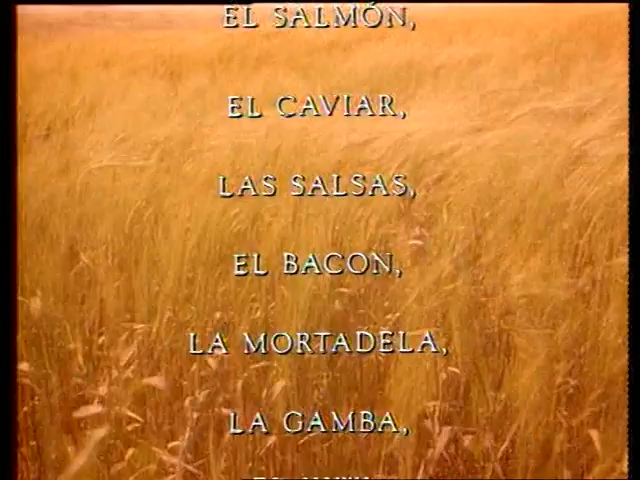 EL SALMÓN,
EL CAVIAR,
LAS SALSAS,
EL BACON,
LA MORTADELA,
LA GAMBA,